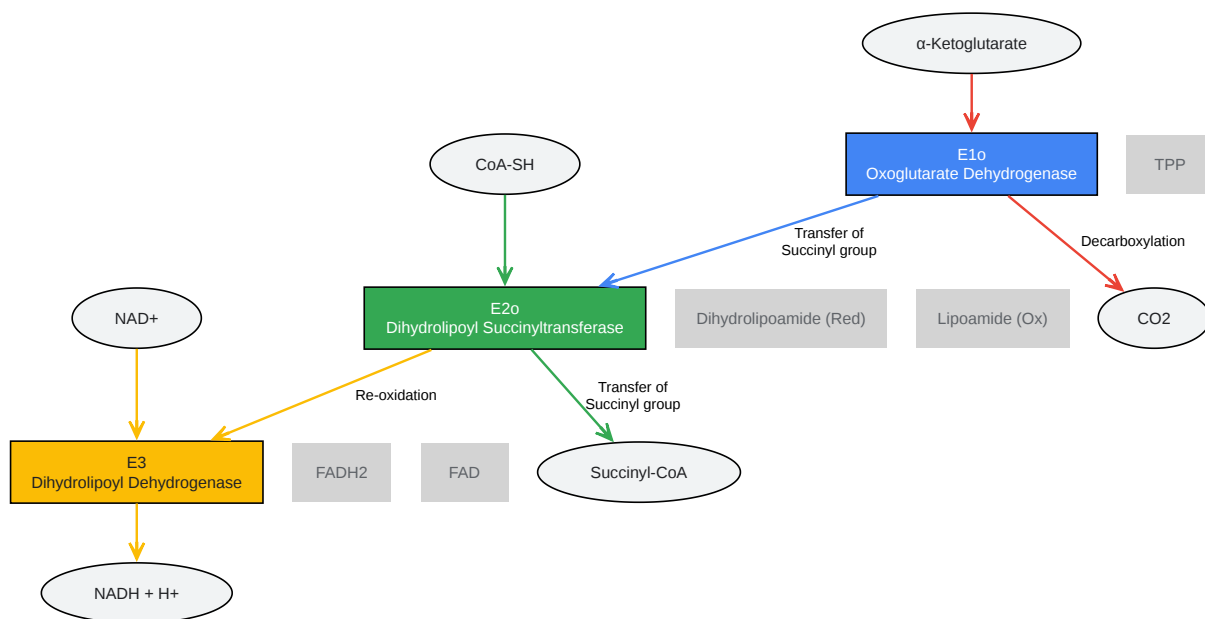 α-Ketoglutarate
E1o
Oxoglutarate Dehydrogenase
TPP
CoA-SH
Transfer of
Succinyl group
Decarboxylation
E2o
Dihydrolipoyl Succinyltransferase
Dihydrolipoamide (Red)
Lipoamide (Ox)
CO2
NAD+
Re-oxidation
Transfer of
Succinyl group
E3
Dihydrolipoyl Dehydrogenase
FADH2
FAD
Succinyl-CoA
NADH + H+